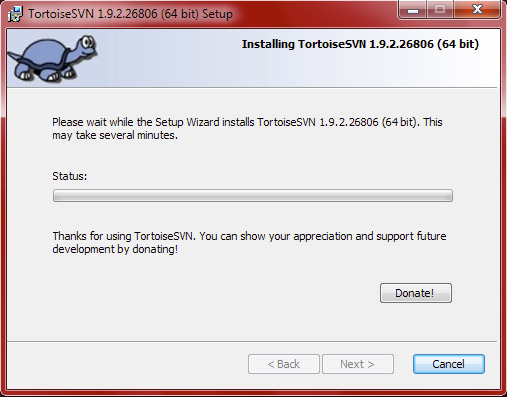 TortoiseSVN 1.9.2.26806 (64 bit) Setup
Installing TortoiseSVN 1.9.2.26806 (64 bit)
Please wait while the Setup Wizard installs TortoiseSVN 1.9.2.26806 (64 bit). This
may take several minutes.
Status:
Thanks for using TortoiseSVN. You can show your appreciation and support future
development by donating!
Donate!
< Back
Next >
Cancel